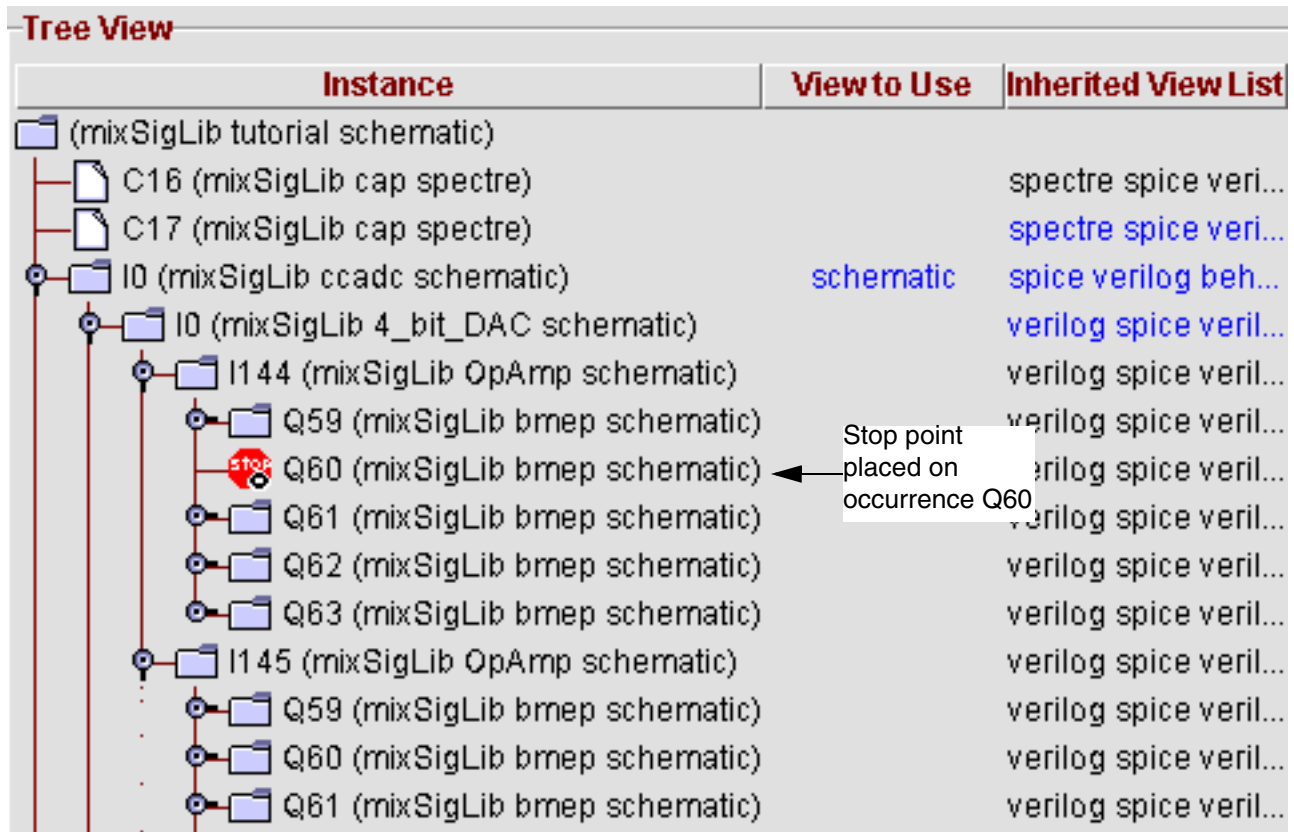 Tree View
Instance View to Use Inherited View List
(mixSigLib tutorial schematic)
C16 (mixSigLib cap spectre) spectre spice veri...
C17 (mixSigLib cap spectre) spectre spice veri...
I0 (mixSigLib ccadc schematic) schematic spice verilog beh...
I0 (mixSigLib 4_bit_DAC schematic) verilog spice veril...
I144 (mixSigLib OpAmp schematic) verilog spice veril...
Q59 (mixSigLib bmep schematic) verilog spice veril...
STOP Q60 (mixSigLib bmep schematic) verilog spice veril...
Stop point
placed on
occurrence Q60
Q61 (mixSigLib bmep schematic) verilog spice veril...
Q62 (mixSigLib bmep schematic) verilog spice veril...
Q63 (mixSigLib bmep schematic) verilog spice veril...
I145 (mixSigLib OpAmp schematic) verilog spice veril...
Q59 (mixSigLib bmep schematic) verilog spice veril...
Q60 (mixSigLib bmep schematic) verilog spice veril...
Q61 (mixSigLib bmep schematic) verilog spice veril...